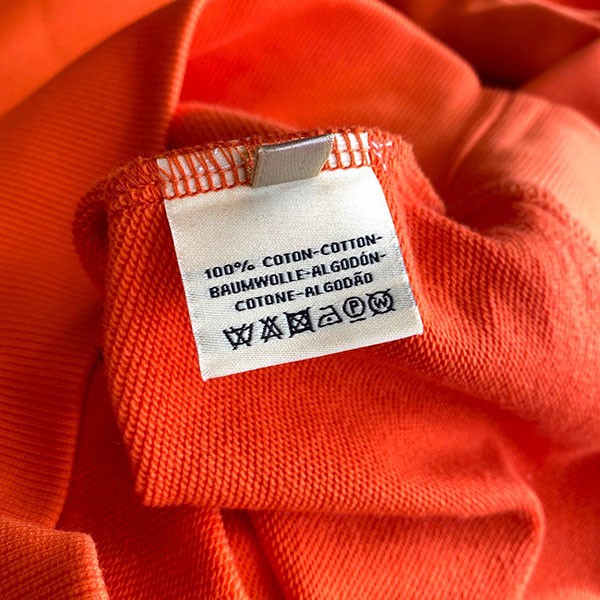 100% COTON-COTTON-
BAUMWOLLE-ALGODÓN-
COTONE-ALGODÃO
P W